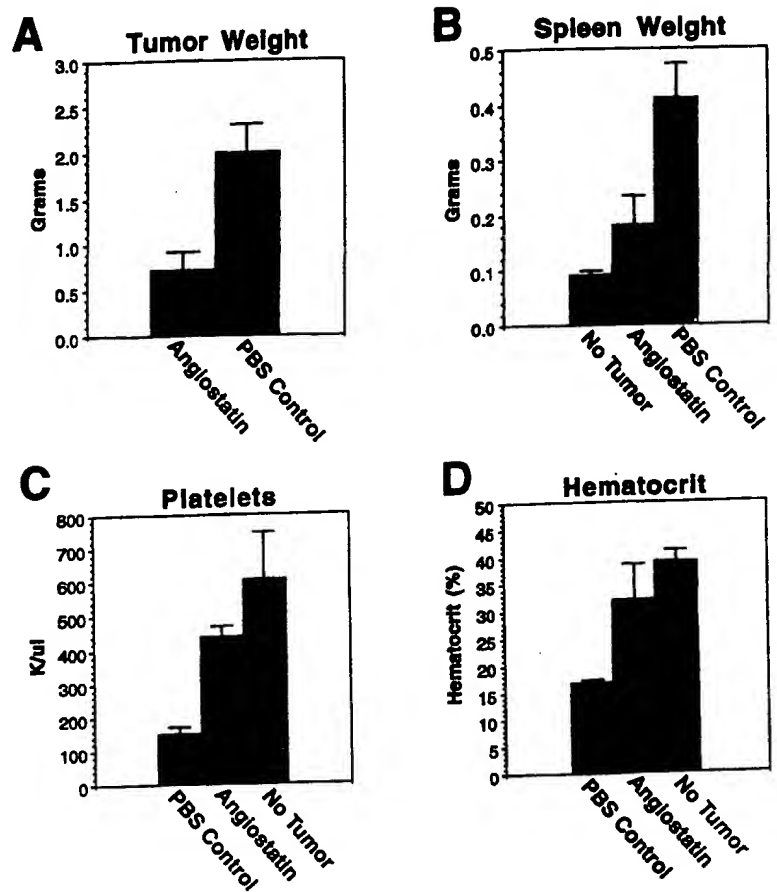 A
Tumor Weight
3.0
2.5
2.0
1.5
1.0
0.5
0.0
Grams
Angiostatin
PBS Control
B
Spleen Weight
0.5
0.4
0.3
0.2
0.1
0.0
Grams
No Tumor
Angiostatin
PBS Control
C
Platelets
800
700
600
500
400
300
200
100
0
K/ul
PBS Control
Angiostatin
No Tumor
D
Hematocrit
50
45
40
35
30
25
20
15
10
5
0
Hematocrit (%)
PBS Control
Angiostatin
No Tumor